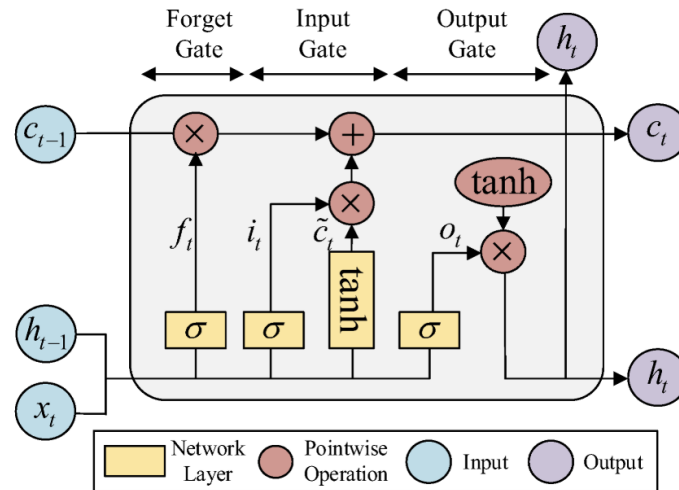 Forget Gate
Input Gate
Output Gate
h_t
c_{t-1}
×
+
c_t
tanh
f_t
i_t
×
c̃_t
o_t
×
h_{t-1}
σ
σ
tanh
σ
x_t
h_t
Network Layer
Pointwise Operation
Input
Output